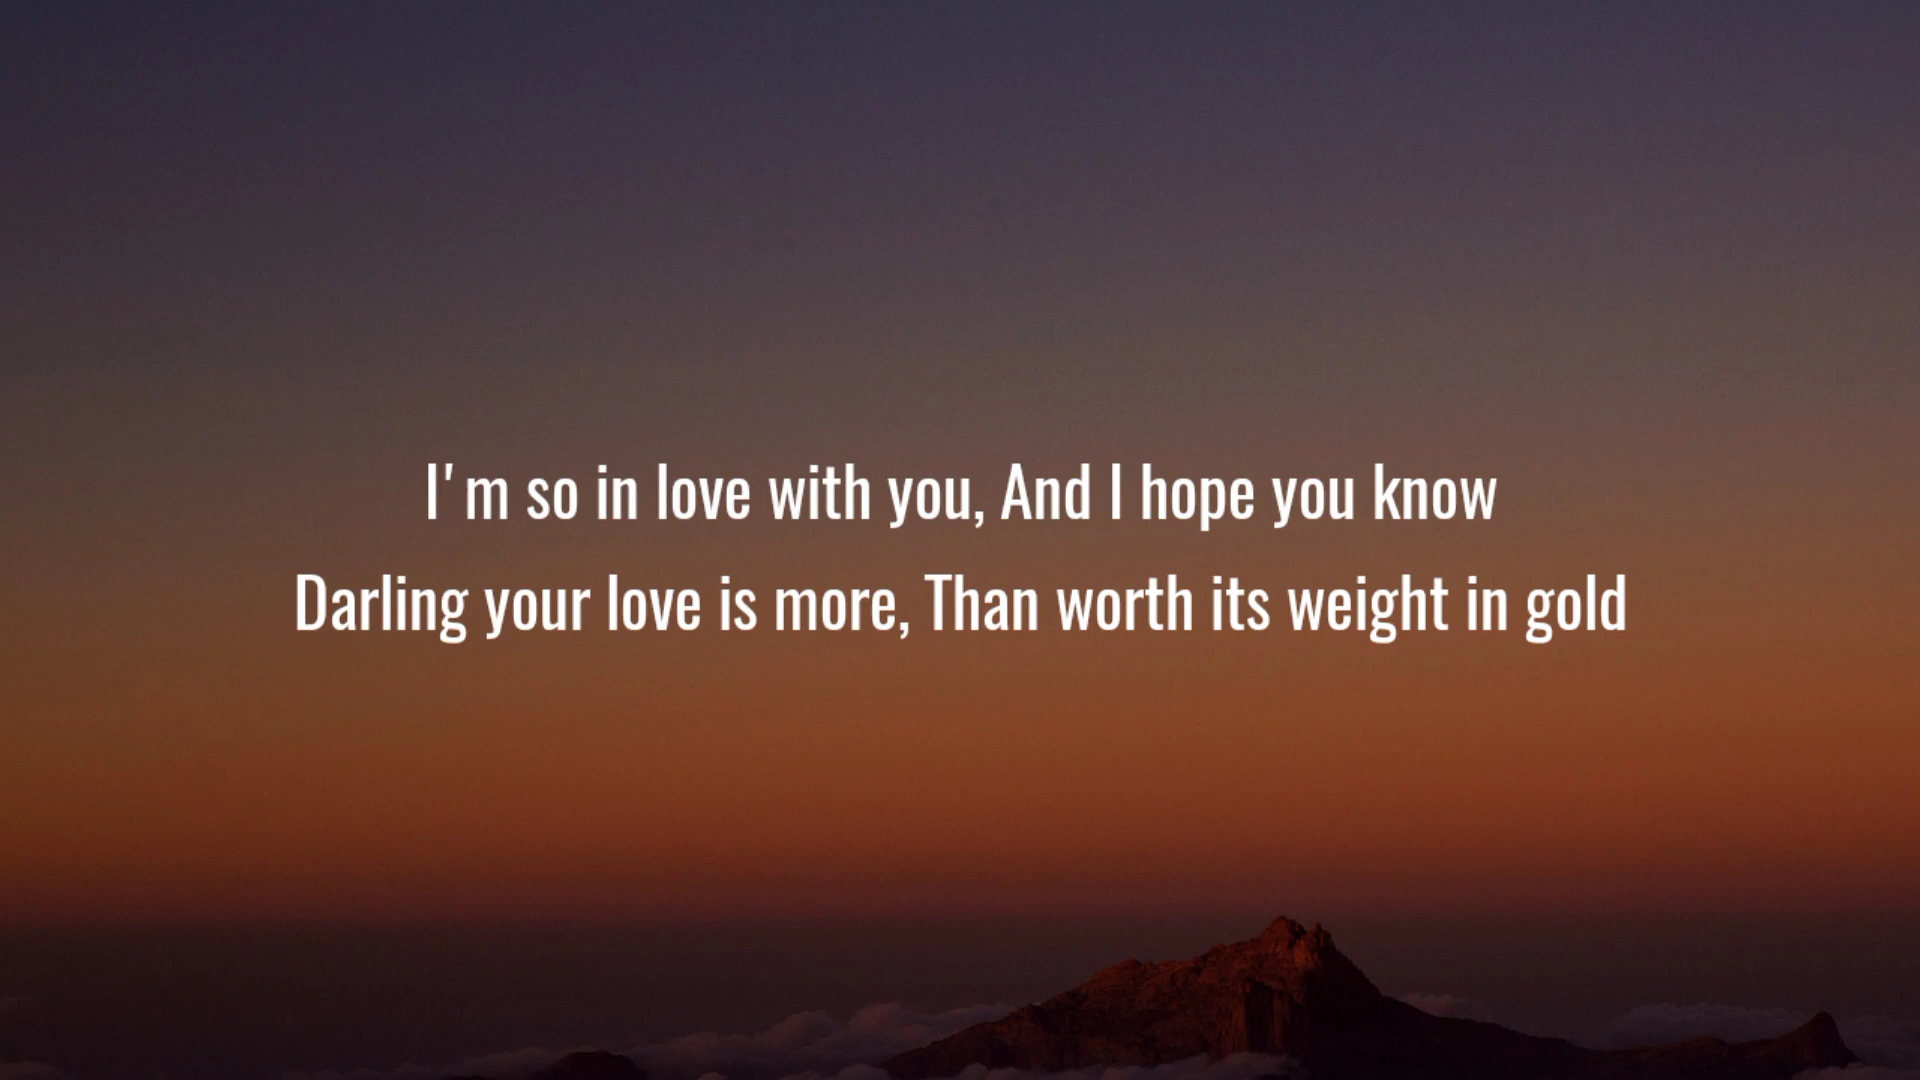 I'm so in love with you, And I hope you know
Darling your love is more, Than worth its weight in gold